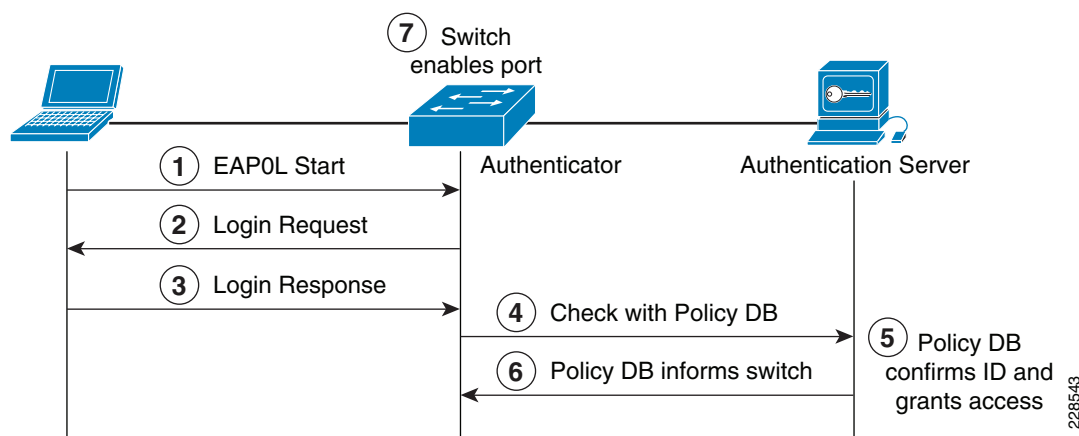 7 Switch
enables port
Authenticator
Authentication Server
1 EAP0L Start
2 Login Request
3 Login Response
4 Check with Policy DB
5 Policy DB
confirms ID and
grants access
6 Policy DB informs switch
228543